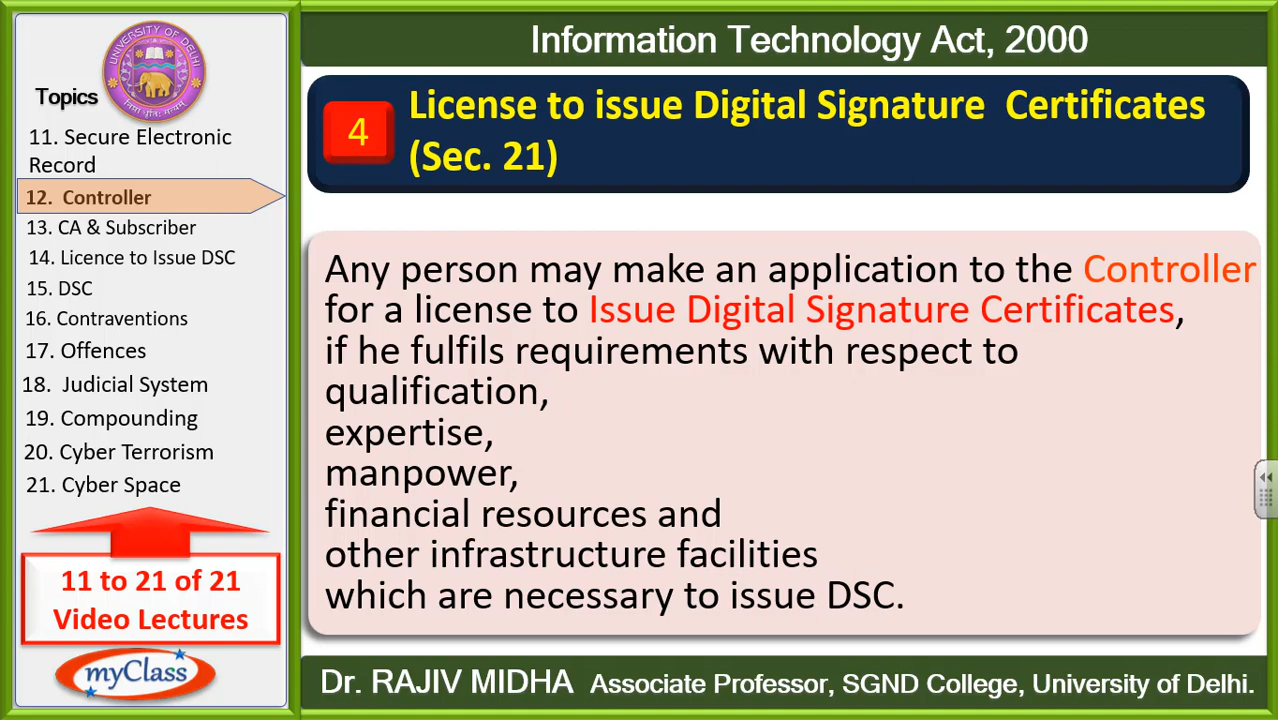 UNIVERSITY OF DELHI
Topics
11. Secure Electronic
Record
12. Controller
13. CA & Subscriber
14. Licence to Issue DSC
15. DSC
16. Contraventions
17. Offences
18. Judicial System
19. Compounding
20. Cyber Terrorism
21. Cyber Space
11 to 21 of 21
Video Lectures
myClass
Information Technology Act, 2000
4
License to issue Digital Signature Certificates
(Sec. 21)
Any person may make an application to the Controller
for a license to Issue Digital Signature Certificates,
if he fulfils requirements with respect to
qualification,
expertise,
manpower,
financial resources and
other infrastructure facilities
which are necessary to issue DSC.
Dr. RAJIV MIDHA Associate Professor, SGND College, University of Delhi.